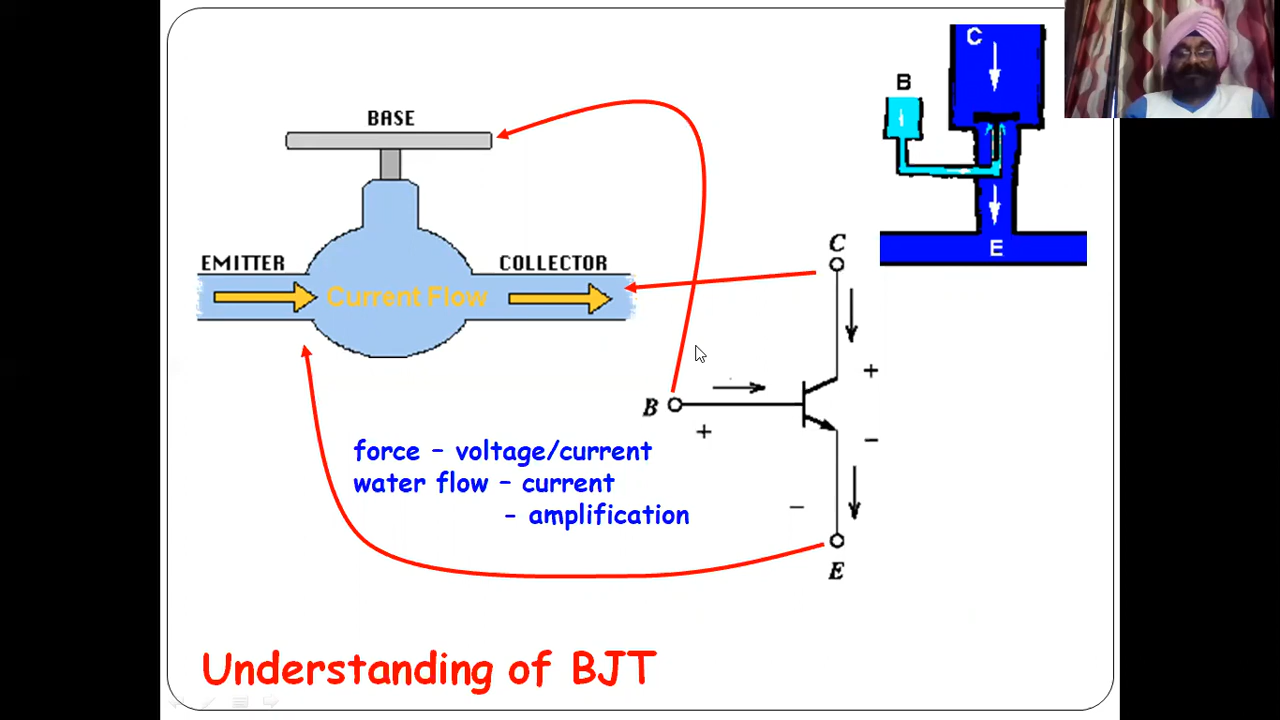 C
B
E
BASE
EMITTER
COLLECTOR
Current Flow
C
+
B
+
−
−
E
force – voltage/current
water flow – current
- amplification
Understanding of BJT